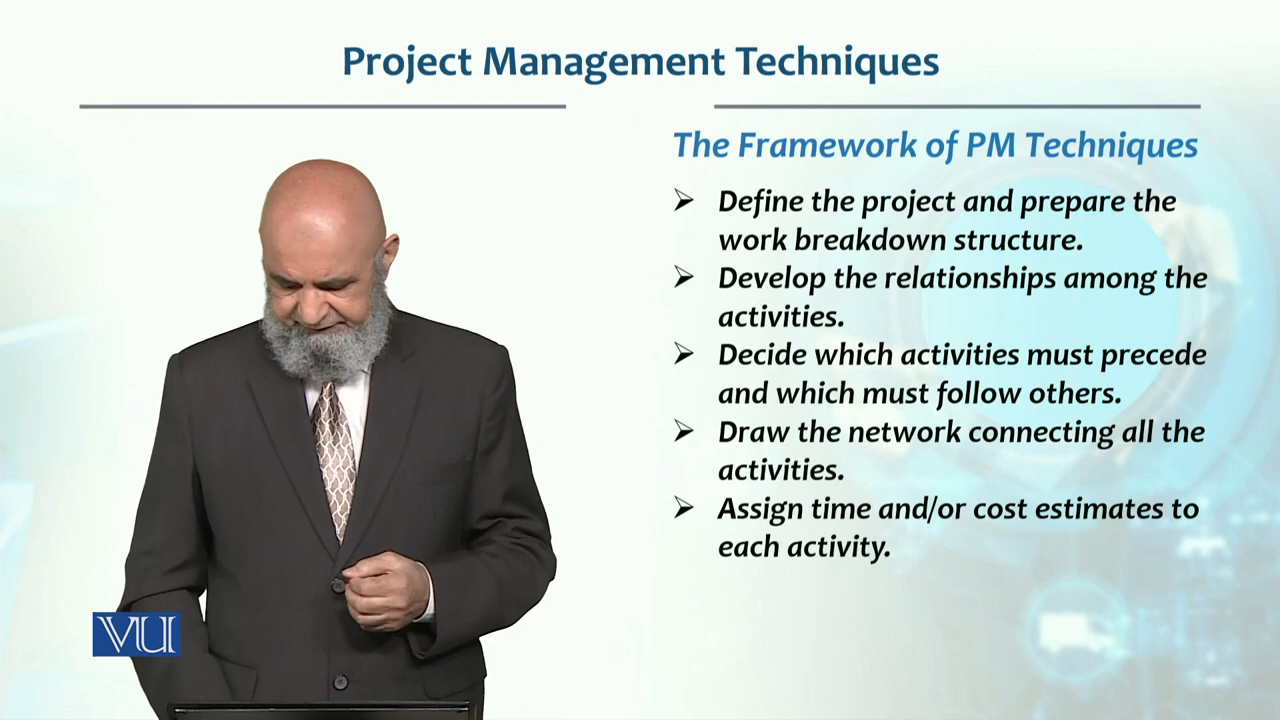 Project Management Techniques
The Framework of PM Techniques
➢ Define the project and prepare the
work breakdown structure.
➢ Develop the relationships among the
activities.
➢ Decide which activities must precede
and which must follow others.
➢ Draw the network connecting all the
activities.
➢ Assign time and/or cost estimates to
each activity.
VU